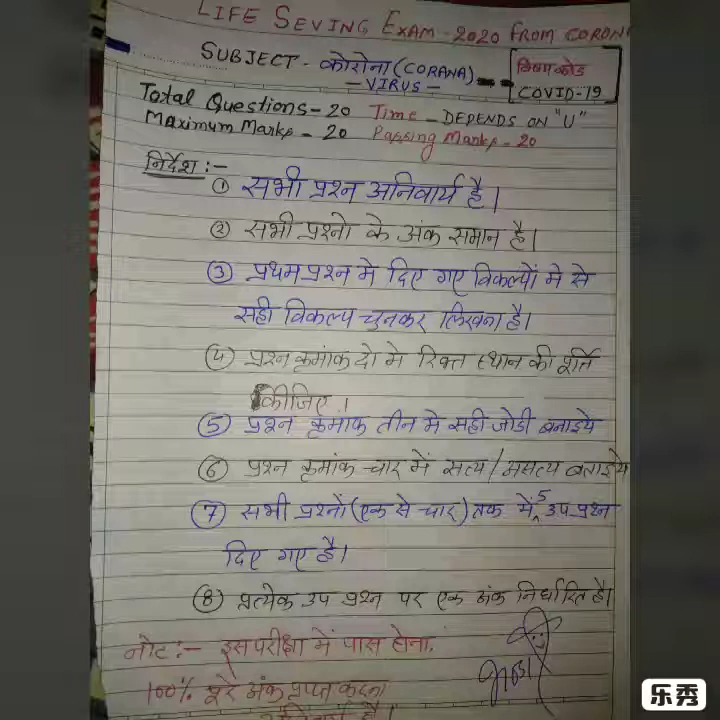 LIFE SEVING EXAM - 2020 FROM CORON
SUBJECT - कोरोना (CORANA)
- VIRUS -
विषय कोड
COVID-19
Total Questions - 20 Time - DEPENDS ON "U"
Maximum Marks - 20 Passing Marks - 20
निर्देश :-
① सभी प्रश्न अनिवार्य है।
② सभी प्रश्नो के अंक समान है।
③ प्रथम प्रश्न मे दिए गए विकल्पों मे से
सही विकल्प चुनकर लिखना है।
④ प्रश्न क्रमांक दो मे रिक्त स्थान की पूर्ति
कीजिए।
⑤ प्रश्न क्रमांक तीन मे सही जोडी बनाइये
⑥ प्रश्न क्रमांक चार में सत्य/असत्य बताइये
⑦ सभी प्रश्नों (एक से चार) तक में 5 उप प्रश्न
दिए गए है।
⑧ प्रत्येक उप प्रश्न पर एक अंक निर्धारित है।
नोट :- इस परीक्षा में पास होना.
100% पूरे अंक प्राप्त करना
乐秀